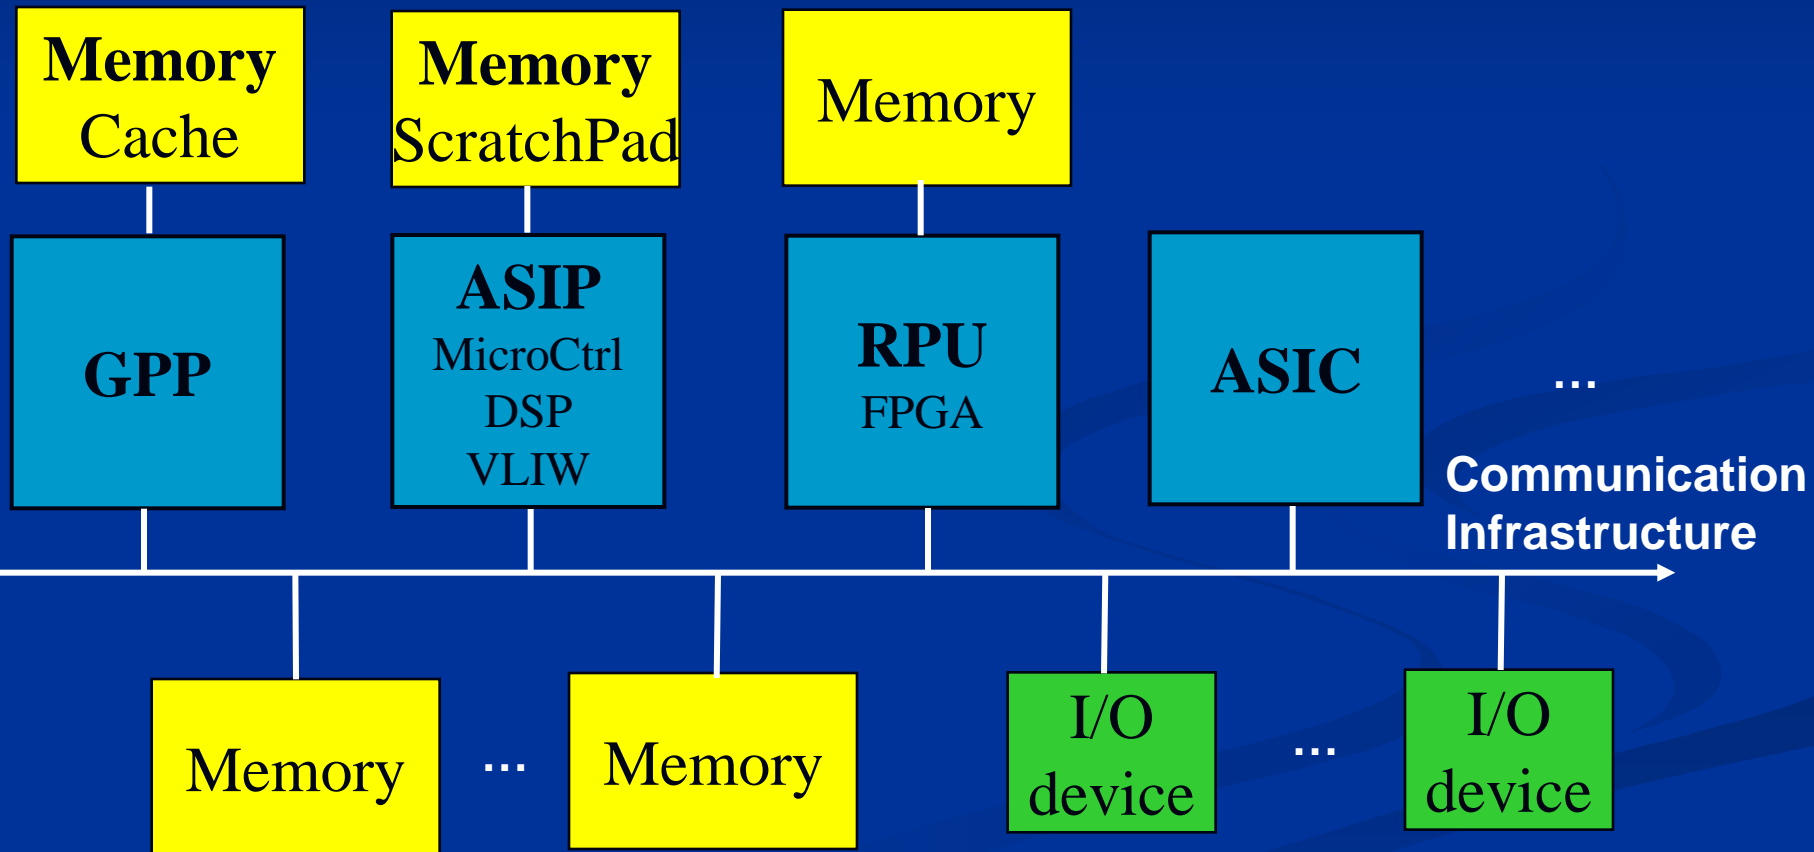 Memory
Cache
Memory
ScratchPad
Memory
GPP
ASIP
MicroCtrl
DSP
VLIW
RPU
FPGA
ASIC
...
Communication
Infrastructure
Memory
...
Memory
I/O
device
...
I/O
device